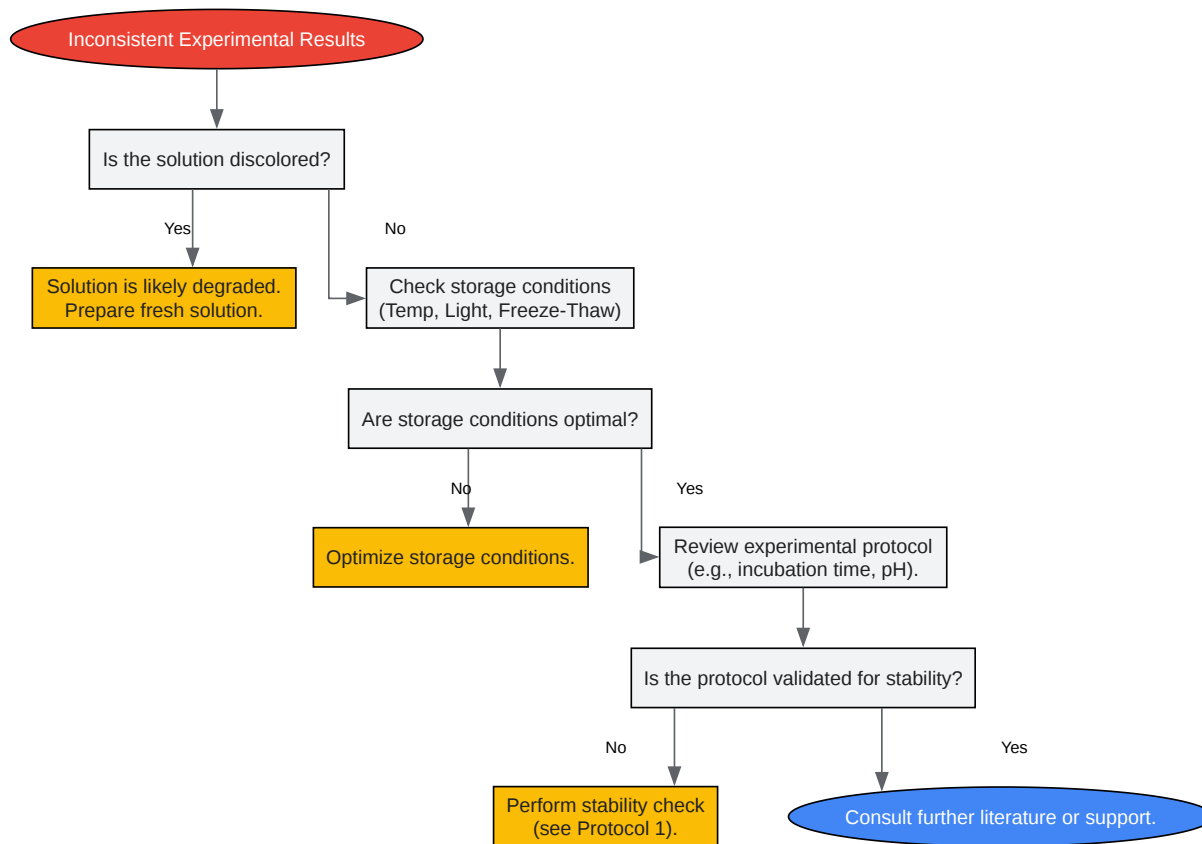 Inconsistent Experimental Results
Is the solution discolored?
Yes
No
Solution is likely degraded.
Prepare fresh solution.
Check storage conditions
(Temp, Light, Freeze-Thaw)
Are storage conditions optimal?
No
Yes
Optimize storage conditions.
Review experimental protocol
(e.g., incubation time, pH).
Is the protocol validated for stability?
No
Yes
Perform stability check
(see Protocol 1).
Consult further literature or support.